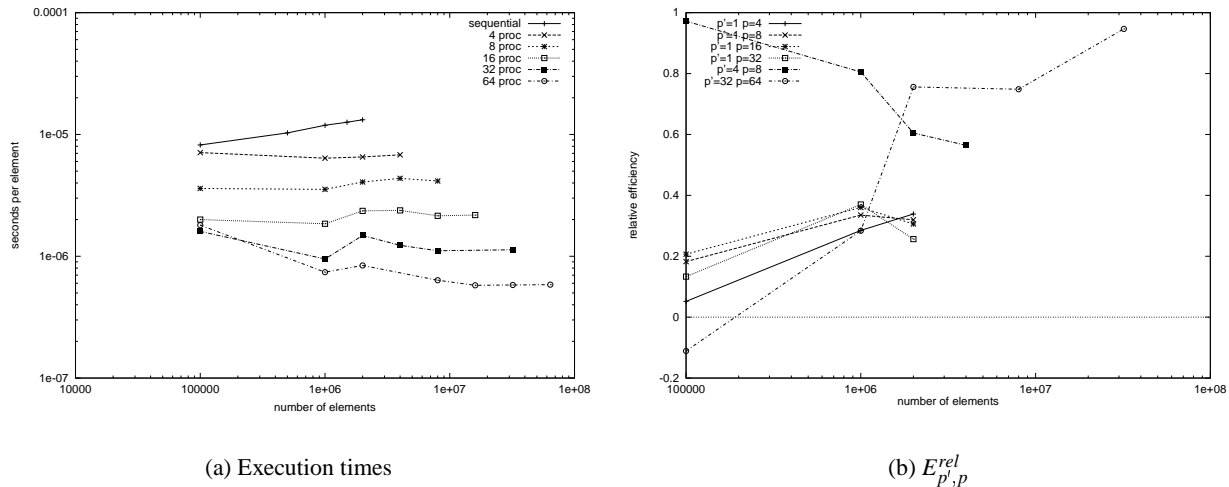 0.0001
1e-05
1e-06
1e-07
10000
100000
1e+06
1e+07
1e+08
seconds per element
number of elements
sequential
4 proc
8 proc
16 proc
32 proc
64 proc
(a) Execution times
1
0.8
0.6
0.4
0.2
0
-0.2
100000
1e+06
1e+07
1e+08
relative efficiency
number of elements
p'=1 p=4
p'=1 p=8
p'=1 p=16
p'=1 p=32
p'=4 p=8
p'=32 p=64
(b) E^{rel}_{p',p}